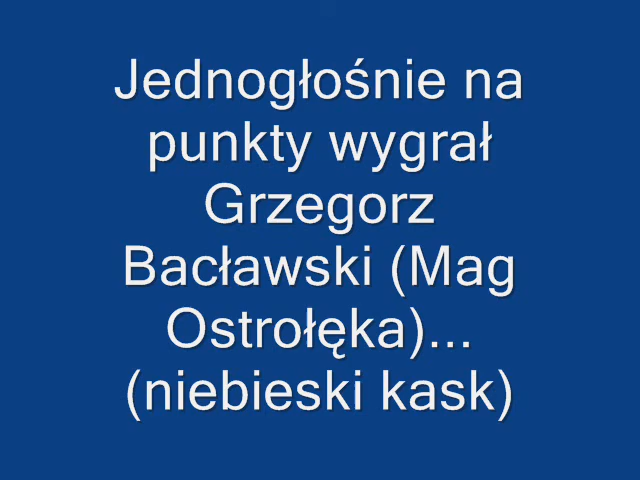 Jednogłośnie na
punkty wygrał
Grzegorz
Bacławski (Mag
Ostrołęka)...
(niebieski kask)